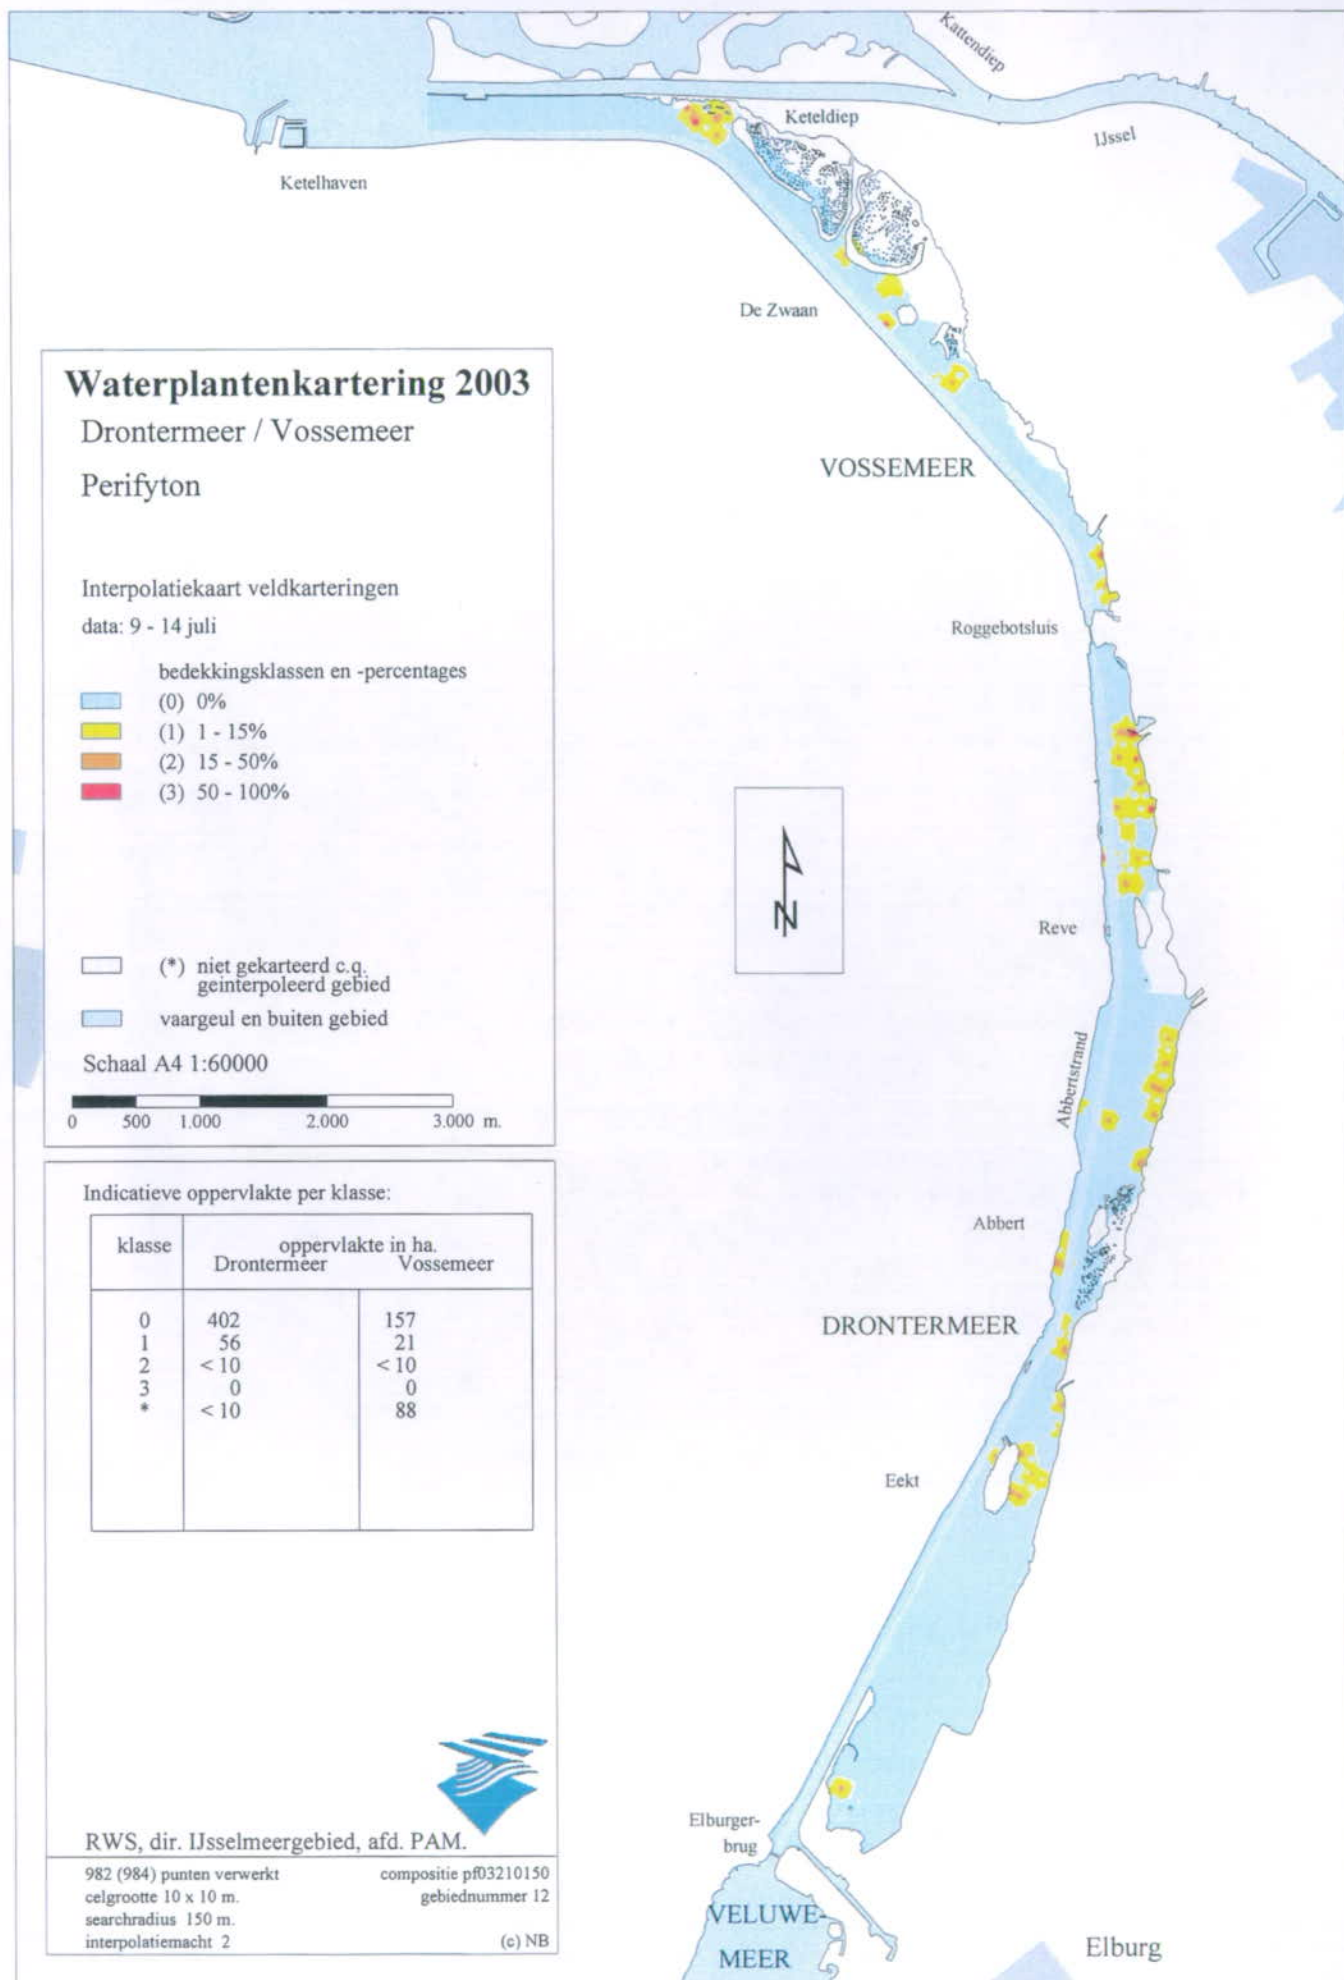 Kattendiep
Keteldiep
IJssel
Ketelhaven
De Zwaan
Waterplantenkartering 2003
Drontermeer / Vossemeer
Perifyton
VOSSEMEER
Interpolatiekaart veldkarteringen
data: 9 - 14 juli
Roggebotsluis
bedekkingsklassen en -percentages
(0) 0%
(1) 1 - 15%
(2) 15 - 50%
(3) 50 - 100%
N
Reve
(*) niet gekarteerd c.q.
geinterpoleerd gebied
vaargeul en buiten gebied
Schaal A4 1:60000
0 500 1.000 2.000 3.000 m.
Abbertstrand
Indicatieve oppervlakte per klasse:
klasse oppervlakte in ha.
Drontermeer Vossemeer
0 402 157
1 56 21
2 < 10 < 10
3 0 0
* < 10 88
Abbert
DRONTERMEER
Eekt
RWS, dir. IJsselmeergebied, afd. PAM.
982 (984) punten verwerkt compositie pf03210150
celgrootte 10 x 10 m. gebiednummer 12
searchradius 150 m.
interpolatiemacht 2 (c) NB
Elburger-
brug
VELUWE-
MEER
Elburg